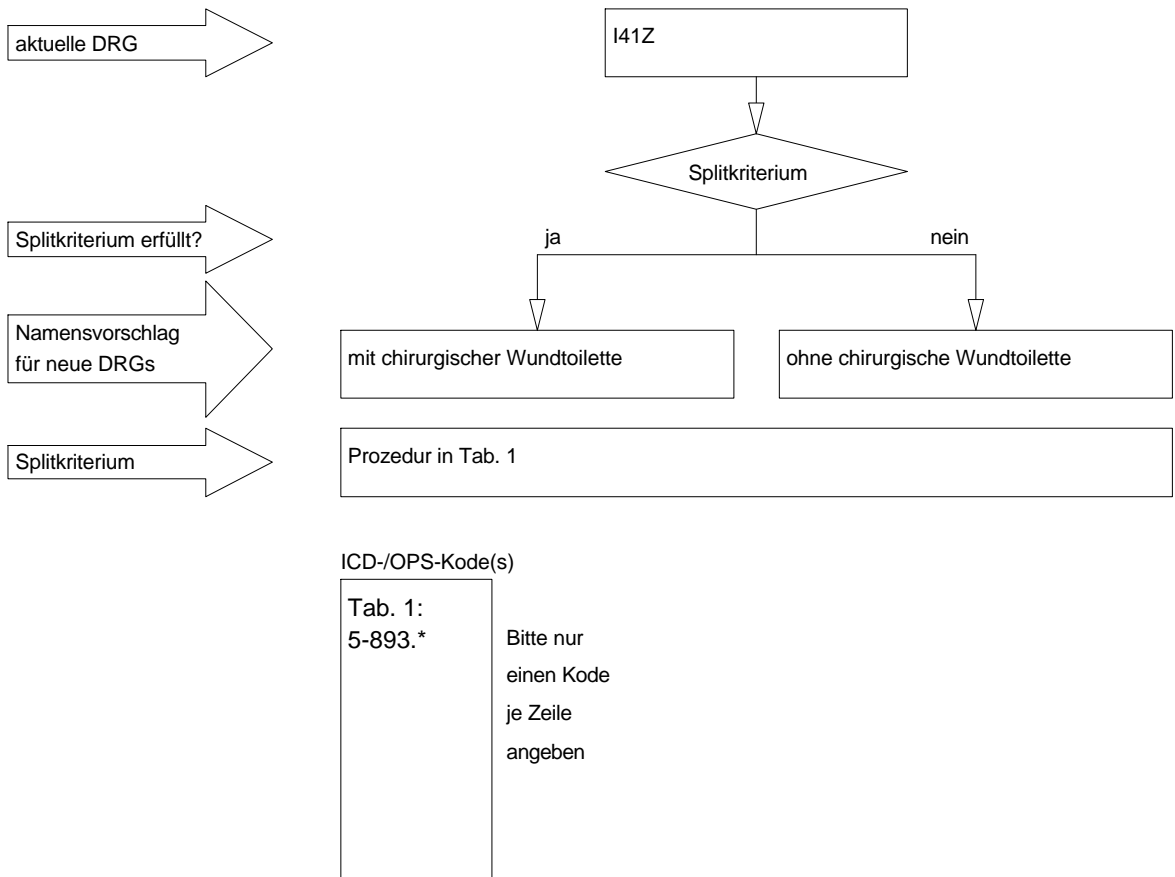 aktuelle DRG
I41Z
Splitkriterium
Splitkriterium erfüllt?
ja
nein
Namensvorschlag
für neue DRGs
mit chirurgischer Wundtoilette
ohne chirurgische Wundtoilette
Splitkriterium
Prozedur in Tab. 1
ICD-/OPS-Kode(s)
Tab. 1:
5-893.*
Bitte nur
einen Kode
je Zeile
angeben